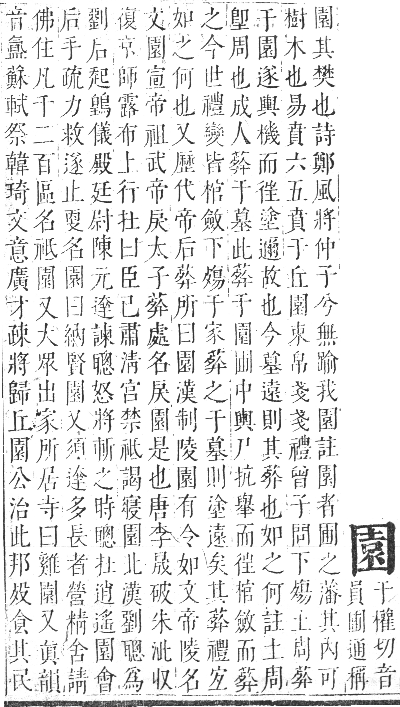 園
于權切音
員圃通稱
園其樊也詩鄭風將仲子兮無踰我園註園者圃之藩其內可
樹木也易賁六五賁于丘園束帛戔戔禮曾子問下殤土周葬
于園遂輿機而徃塗邇故也今墓遠則其葬也如之何註土周
堲周也成人葬于墓此葬于園圃中輿尸抗舉而徃棺斂而葬
之今世禮變皆棺斂下殤于家葬之于墓則塗遠矣其葬禮宜
如之何也又歷代帝后葬所曰園漢制陵園有令如文帝陵名
文園宣帝祖武帝戾太子葬處名戾園是也唐李晟破朱泚収
復京師露布上行在曰臣已肅清宮禁祇謁寢園北漢劉聰為
劉后起儀殿廷尉陳元達諫聰怒將斬之時聰在逍遙園會
后手疏力救遂止更名園曰納賢園又須達多長者營精舍請
佛住凡千二百區名祇園又大眾出家所居寺曰雞園又眞韻
音蘇軾祭韓琦文意廣才疎將歸丘園公治此邦食其民